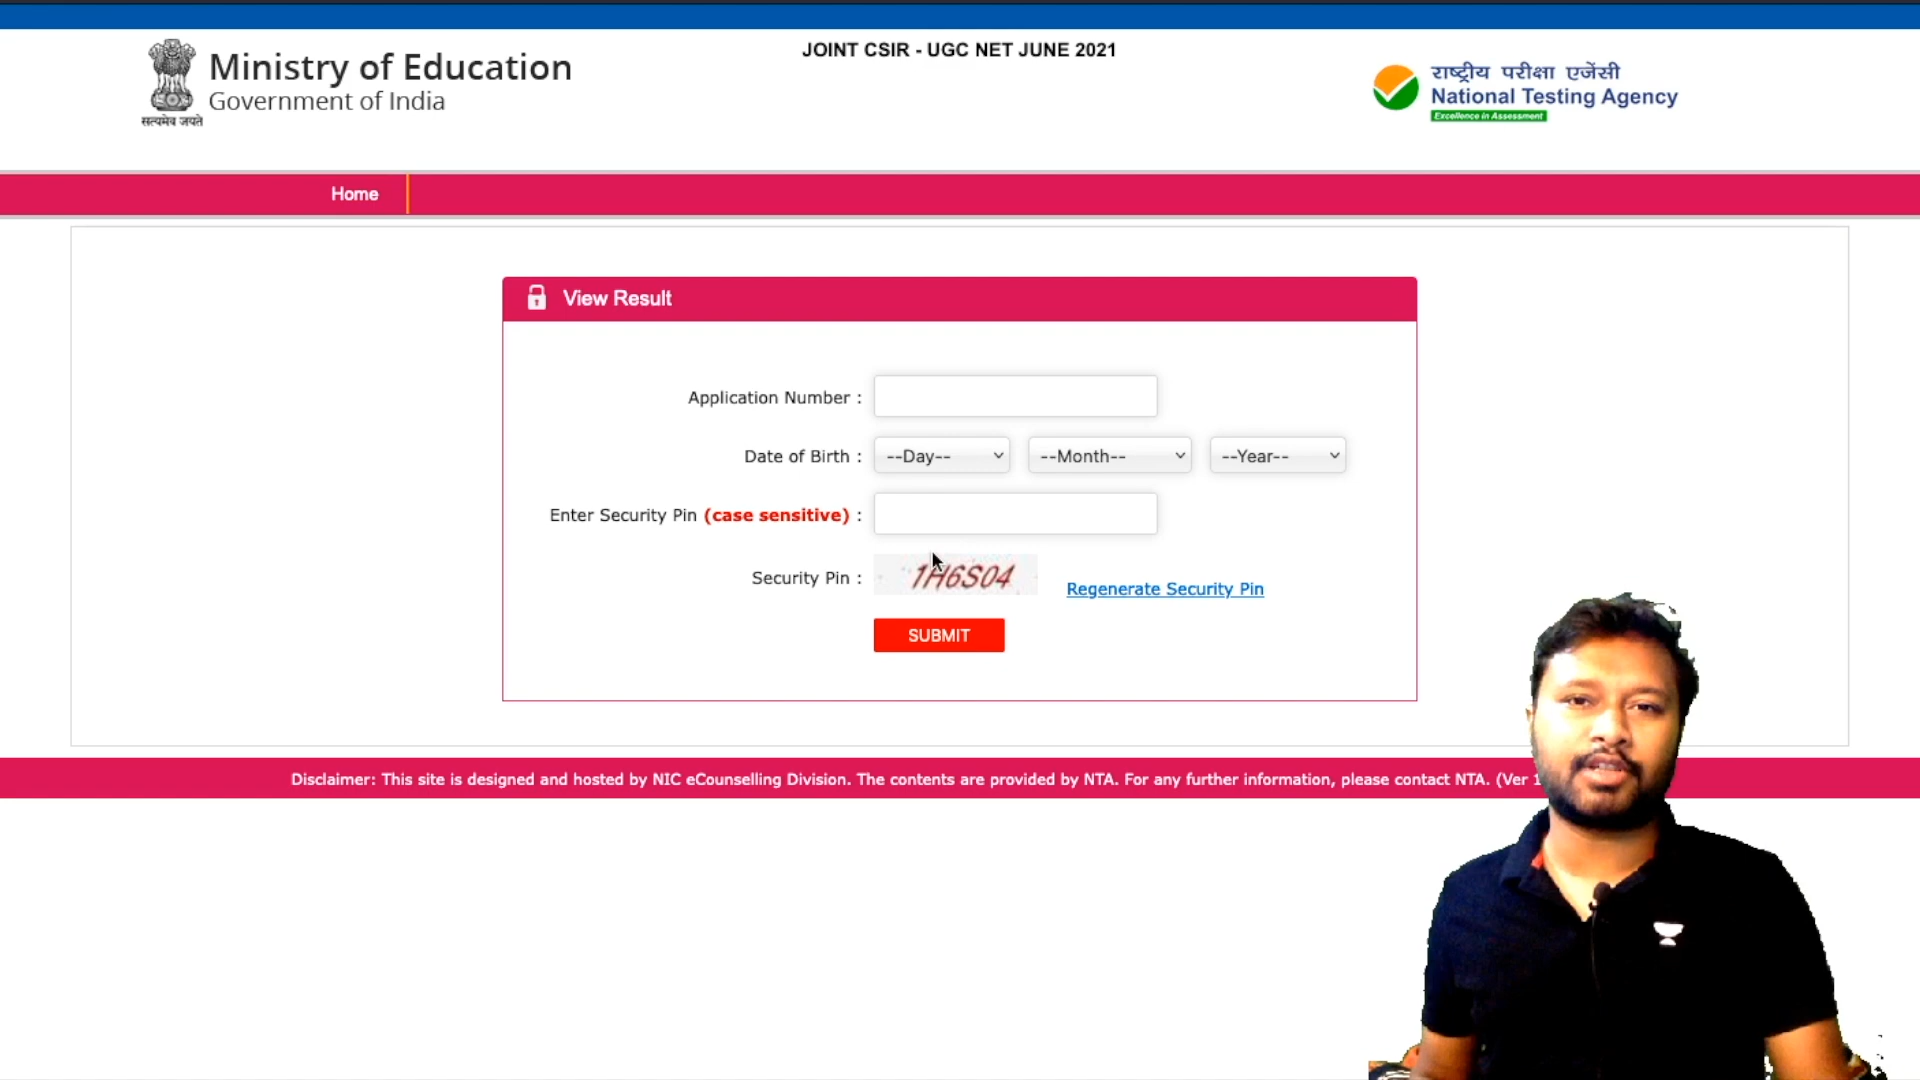 JOINT CSIR - UGC NET JUNE 2021
Ministry of Education
Government of India
सत्यमेव जयते
राष्ट्रीय परीक्षा एजेंसी
National Testing Agency
Excellence in Assessment
Home
View Result
Application Number :
Date of Birth : --Day-- --Month-- --Year--
Enter Security Pin (case sensitive) :
Security Pin : 1H6S04 Regenerate Security Pin
SUBMIT
Disclaimer: This site is designed and hosted by NIC eCounselling Division. The contents are provided by NTA. For any further information, please contact NTA. (Ver 1